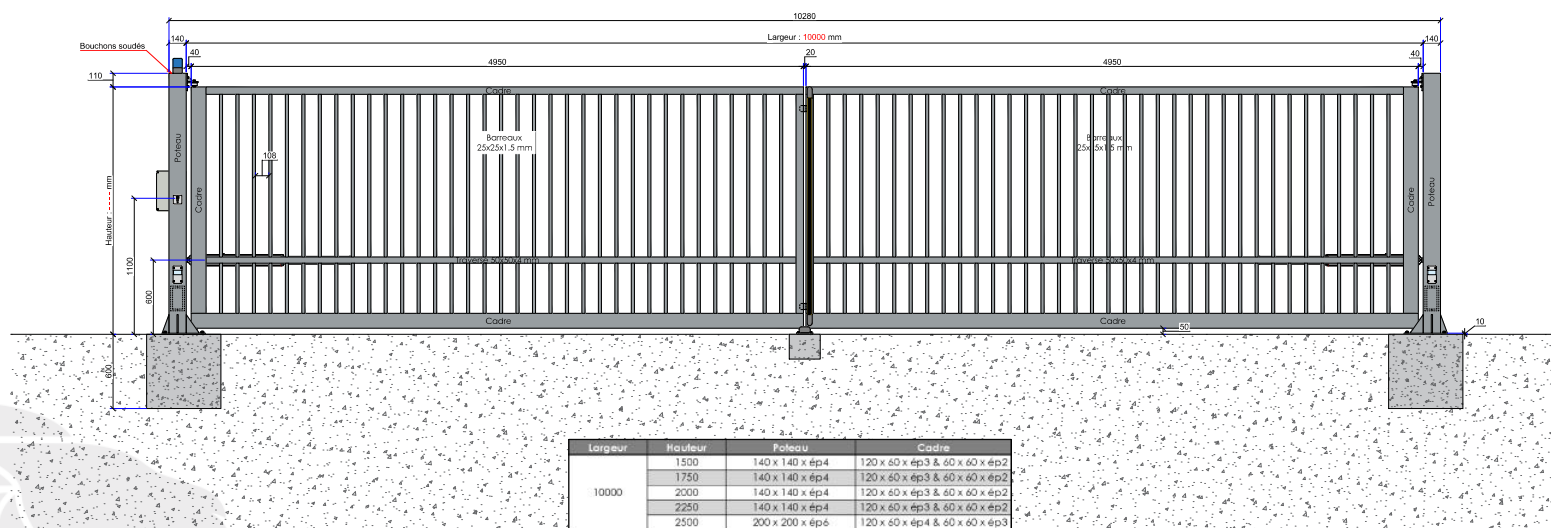 10280
140
Largeur : 10000 mm
140
Bouchons soudés
40
20
40
110
4950
4950
Cadre
Cadre
Barreaux
25x25x1.5 mm
Barreaux
25x25x1.5 mm
Poteau
108
Cadre
Cadre
Poteau
Hauteur : ---- mm
1100
600
Traverse 50x50x4 mm
Traverse 50x50x4 mm
Cadre
Cadre
50
10
600
Largeur Hauteur Poteau Cadre
1500 140 x 140 x ép4 120 x 60 x ép3 & 60 x 60 x ép2
1750 140 x 140 x ép4 120 x 60 x ép3 & 60 x 60 x ép2
10000 2000 140 x 140 x ép4 120 x 60 x ép3 & 60 x 60 x ép2
2250 140 x 140 x ép4 120 x 60 x ép3 & 60 x 60 x ép2
2500 200 x 200 x ép6 120 x 60 x ép4 & 60 x 60 x ép3